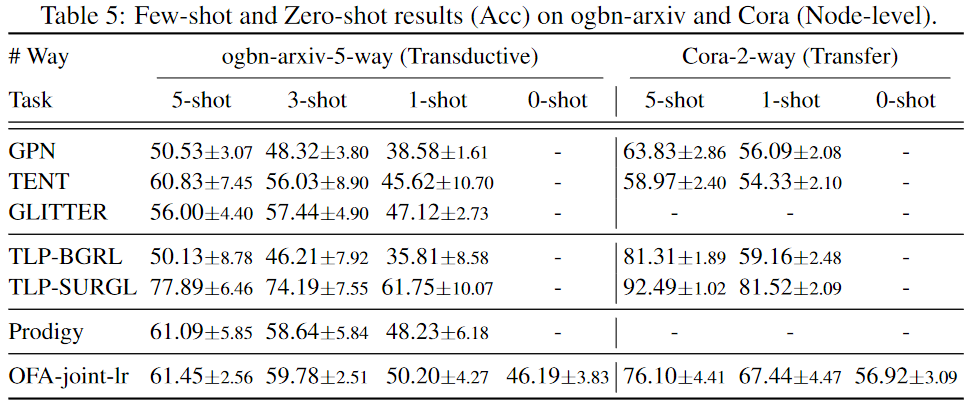 Table 5: Few-shot and Zero-shot results (Acc) on ogbn-arxiv and Cora (Node-level).
# Way ogbn-arxiv-5-way (Transductive) Cora-2-way (Transfer)
Task 5-shot 3-shot 1-shot 0-shot 5-shot 1-shot 0-shot
GPN 50.53±3.07 48.32±3.80 38.58±1.61 - 63.83±2.86 56.09±2.08 -
TENT 60.83±7.45 56.03±8.90 45.62±10.70 - 58.97±2.40 54.33±2.10 -
GLITTER 56.00±4.40 57.44±4.90 47.12±2.73 - - - -
TLP-BGRL 50.13±8.78 46.21±7.92 35.81±8.58 - 81.31±1.89 59.16±2.48 -
TLP-SURGL 77.89±6.46 74.19±7.55 61.75±10.07 - 92.49±1.02 81.52±2.09 -
Prodigy 61.09±5.85 58.64±5.84 48.23±6.18 - - - -
OFA-joint-lr 61.45±2.56 59.78±2.51 50.20±4.27 46.19±3.83 76.10±4.41 67.44±4.47 56.92±3.09